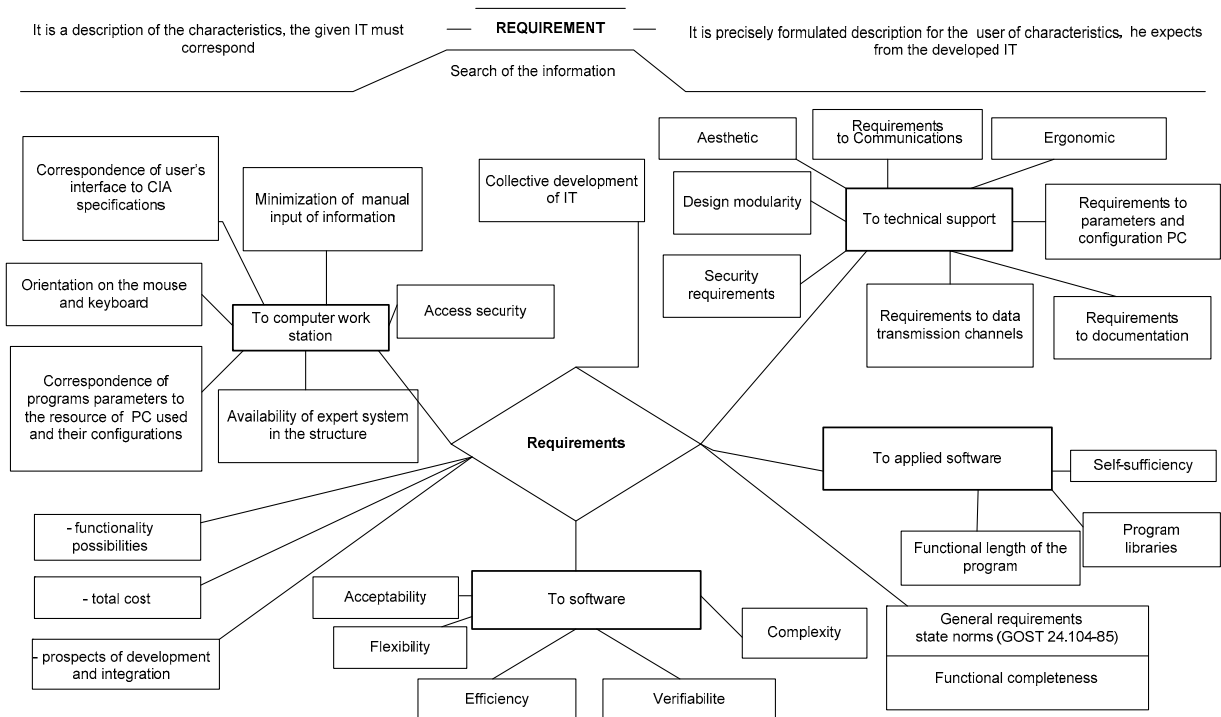 It is a description of the characteristics, the given IT must
correspond
REQUIREMENT
It is precisely formulated description for the user of characteristics, he expects
from the developed IT
Search of the information
Correspondence of user's
interface to CIA
specifications
Minimization of manual
input of information
Orientation on the mouse
and keyboard
To computer work
station
Access security
Correspondence of
programs parameters to
the resource of PC used
and their configurations
Availability of expert system
in the structure
Collective development
of IT
Aesthetic
Requirements
to Communications
Ergonomic
Design modularity
To technical support
Requirements to
parameters and
configuration PC
Security
requirements
Requirements to data
transmission channels
Requirements
to documentation
Requirements
To applied software
Self-sufficiency
Functional length of the
program
Program
libraries
- functionality
possibilities
- total cost
- prospects of development
and integration
Acceptability
To software
Flexibility
Complexity
Efficiency
Verifiabilite
General requirements
state norms (GOST 24.104-85)
Functional completeness